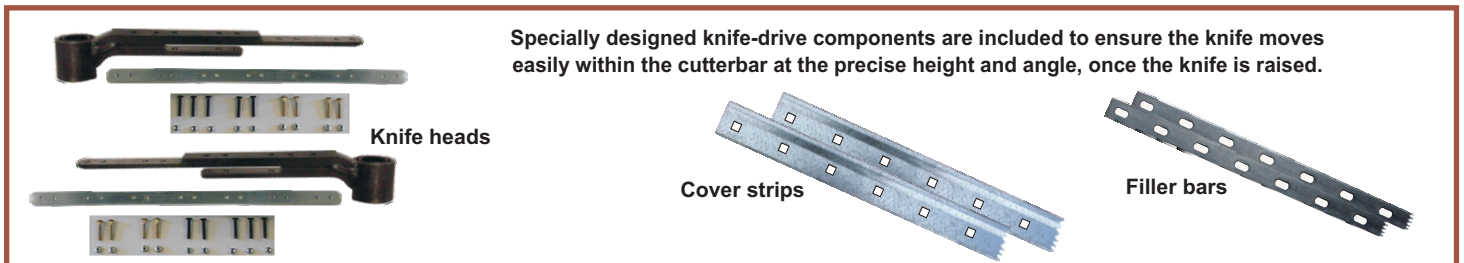 Specially designed knife-drive components are included to ensure the knife moves
easily within the cutterbar at the precise height and angle, once the knife is raised.
Knife heads
Cover strips
Filler bars